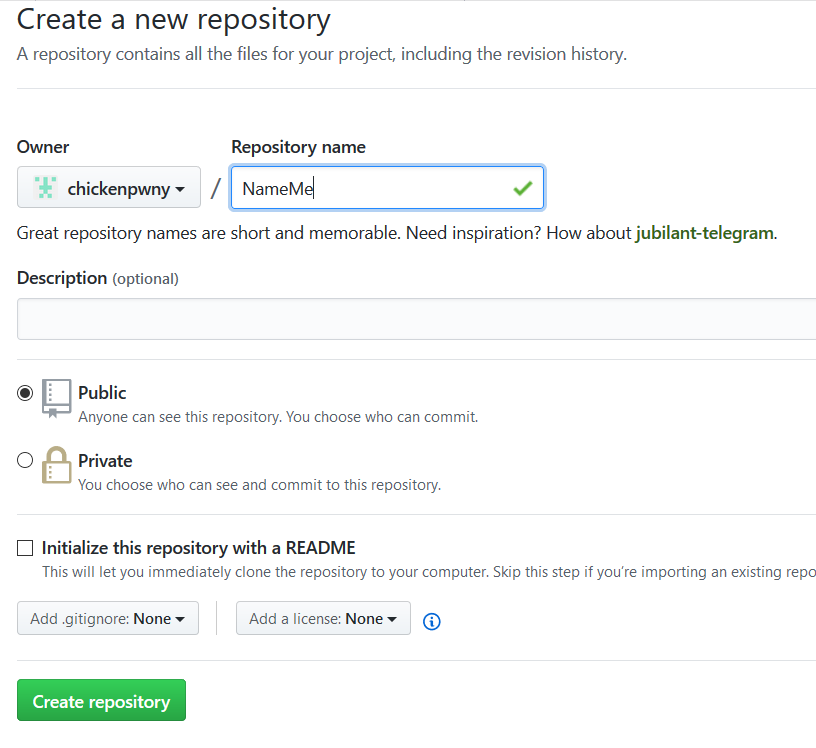 Create a new repository
A repository contains all the files for your project, including the revision history.
Owner
Repository name
chickenpwny
/
NameMe
Great repository names are short and memorable. Need inspiration? How about jubilant-telegram.
Description (optional)
Public
Anyone can see this repository. You choose who can commit.
Private
You choose who can see and commit to this repository.
Initialize this repository with a README
This will let you immediately clone the repository to your computer. Skip this step if you're importing an existing repo
Add .gitignore: None
Add a license: None
Create repository